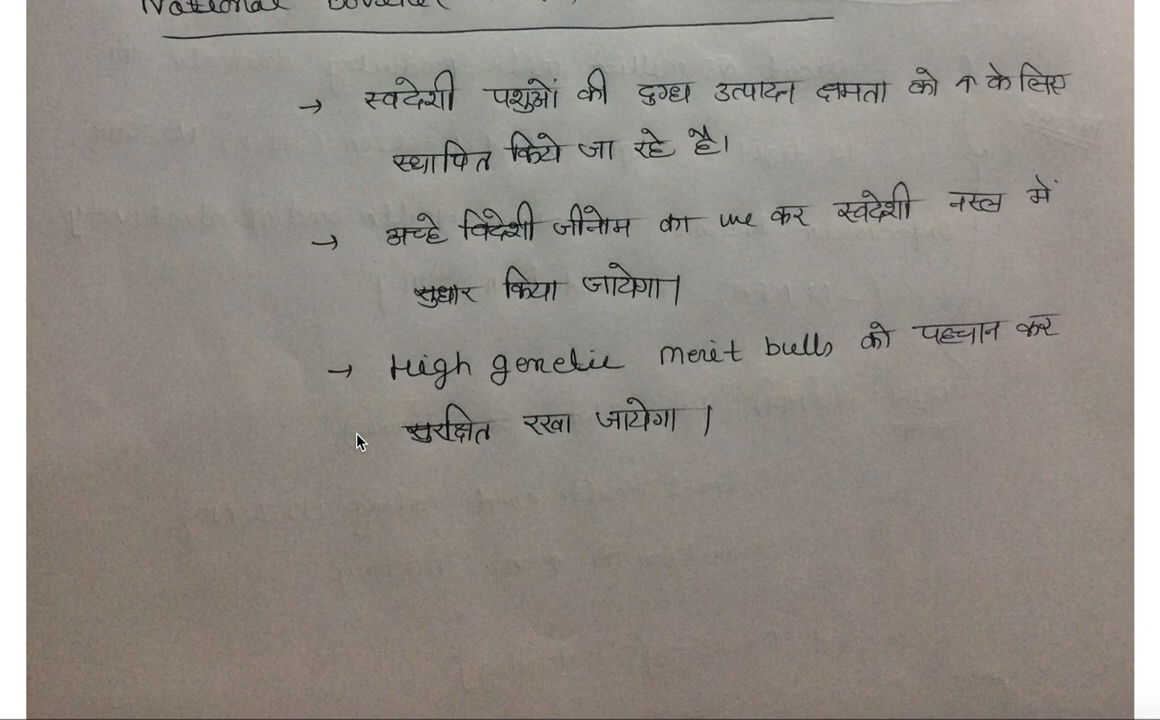 National
→ स्वदेशी पशुओं की दुग्ध उत्पादन क्षमता को ↑ के लिए
स्थापित किये जा रहे है।
→ अच्छे विदेशी जीनोम का use कर स्वदेशी नस्ल में
सुधार किया जायेगा।
→ High genetic merit bulls को पहचान कर
सुरक्षित रखा जायेगा।